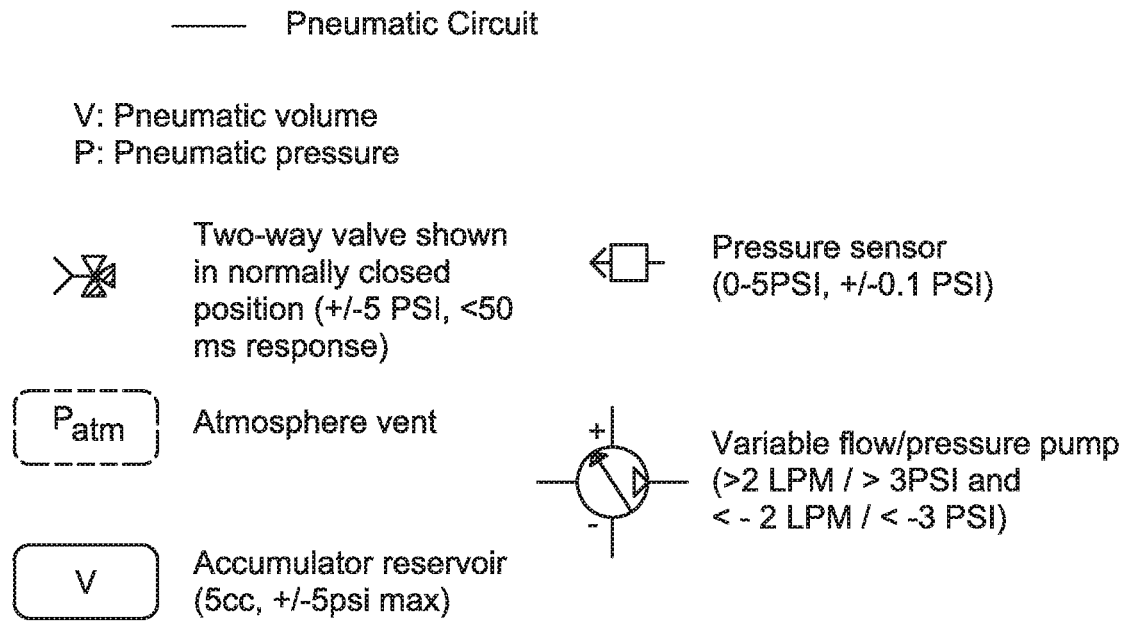 Pneumatic Circuit
V: Pneumatic volume
P: Pneumatic pressure
Two-way valve shown
in normally closed
position (+/-5 PSI, <50
ms response)
Pressure sensor
(0-5PSI, +/-0.1 PSI)
Patm
Atmosphere vent
+
-
Variable flow/pressure pump
(>2 LPM / > 3PSI and
< - 2 LPM / < -3 PSI)
V
Accumulator reservoir
(5cc, +/-5psi max)